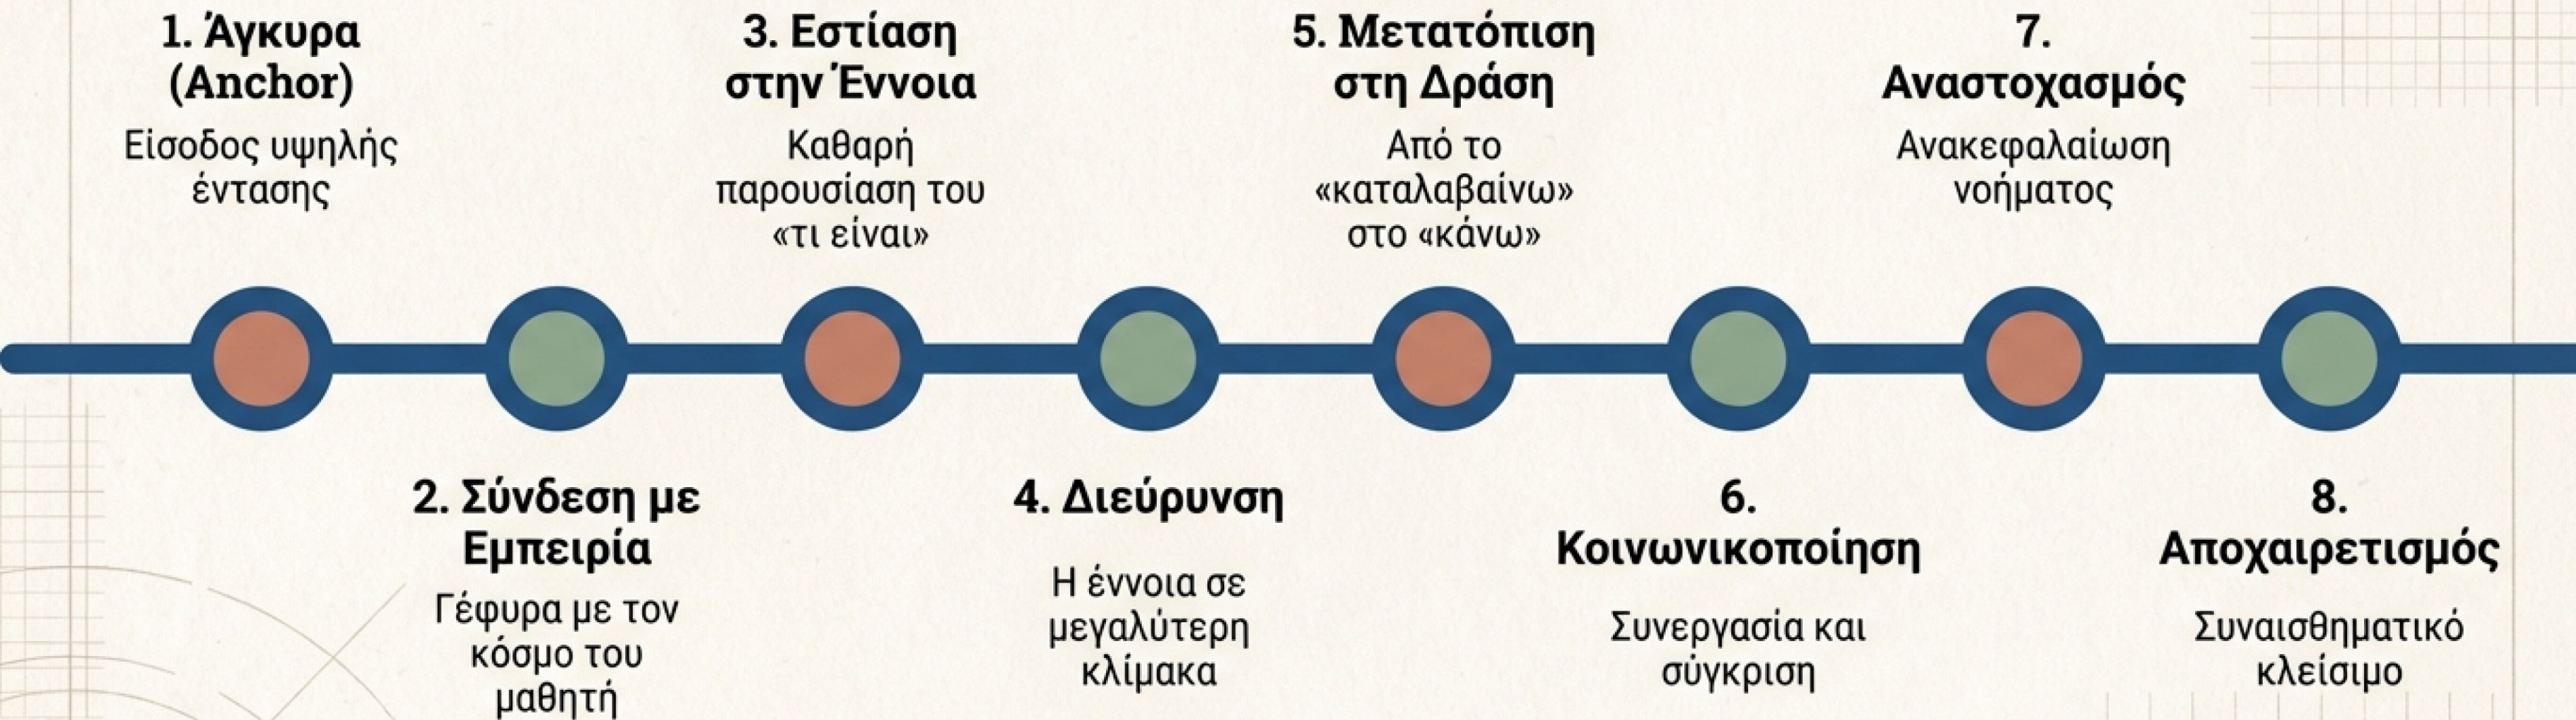 1. Άγκυρα
(Anchor)
Είσοδος υψηλής
έντασης
2. Σύνδεση με
Εμπειρία
Γέφυρα με τον
κόσμο του
μαθητή
3. Εστίαση
στην Έννοια
Καθαρή
παρουσίαση του
«τι είναι»
4. Διεύρυνση
Η έννοια σε
μεγαλύτερη
κλίμακα
5. Μετατόπιση
στη Δράση
Από το
«καταλαβαίνω»
στο «κάνω»
6.
Κοινωνικοποίηση
Συνεργασία και
σύγκριση
7.
Αναστοχασμός
Ανακεφαλαίωση
νοήματος
8.
Αποχαιρετισμός
Συναισθηματικό
κλείσιμο